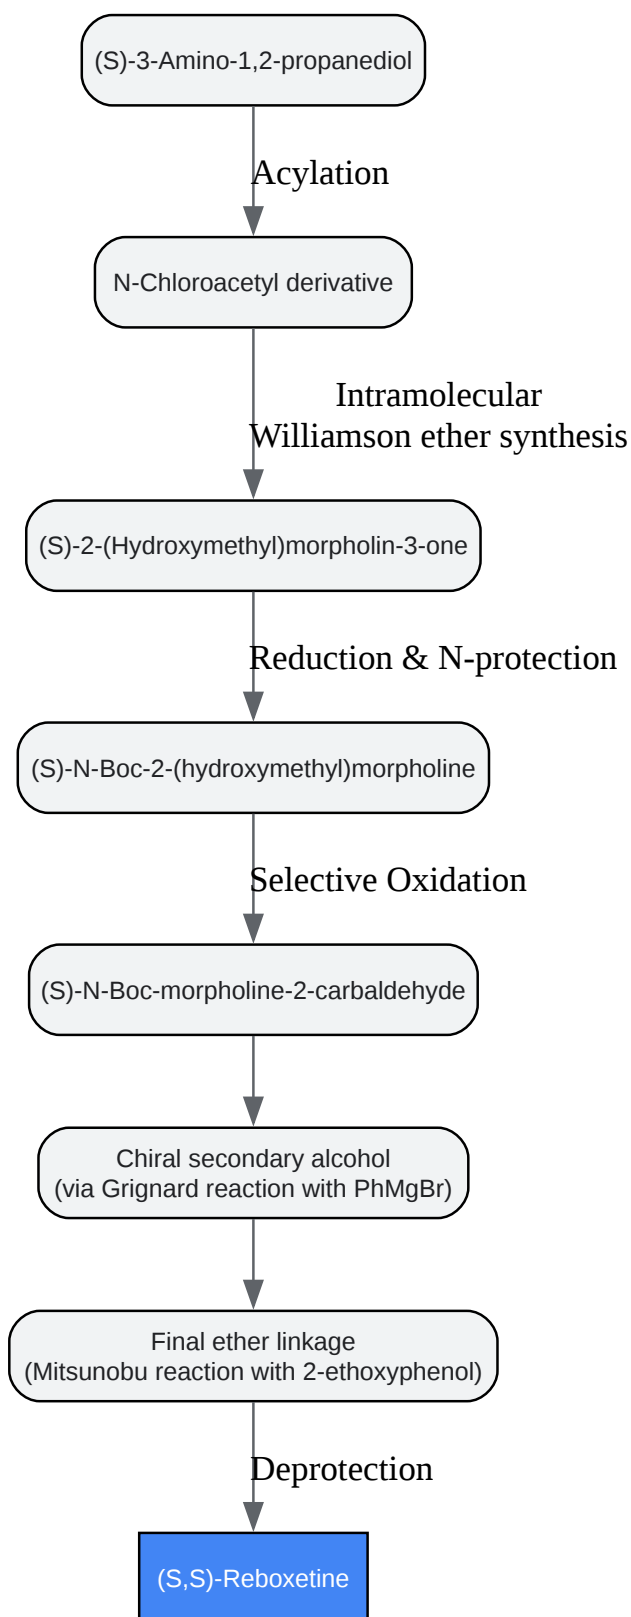 (S)-3-Amino-1,2-propanediol
Acylation
N-Chloroacetyl derivative
Intramolecular
Williamson ether synthesis
(S)-2-(Hydroxymethyl)morpholin-3-one
Reduction & N-protection
(S)-N-Boc-2-(hydroxymethyl)morpholine
Selective Oxidation
(S)-N-Boc-morpholine-2-carbaldehyde
Chiral secondary alcohol
(via Grignard reaction with PhMgBr)
Final ether linkage
(Mitsunobu reaction with 2-ethoxyphenol)
Deprotection
(S,S)-Reboxetine